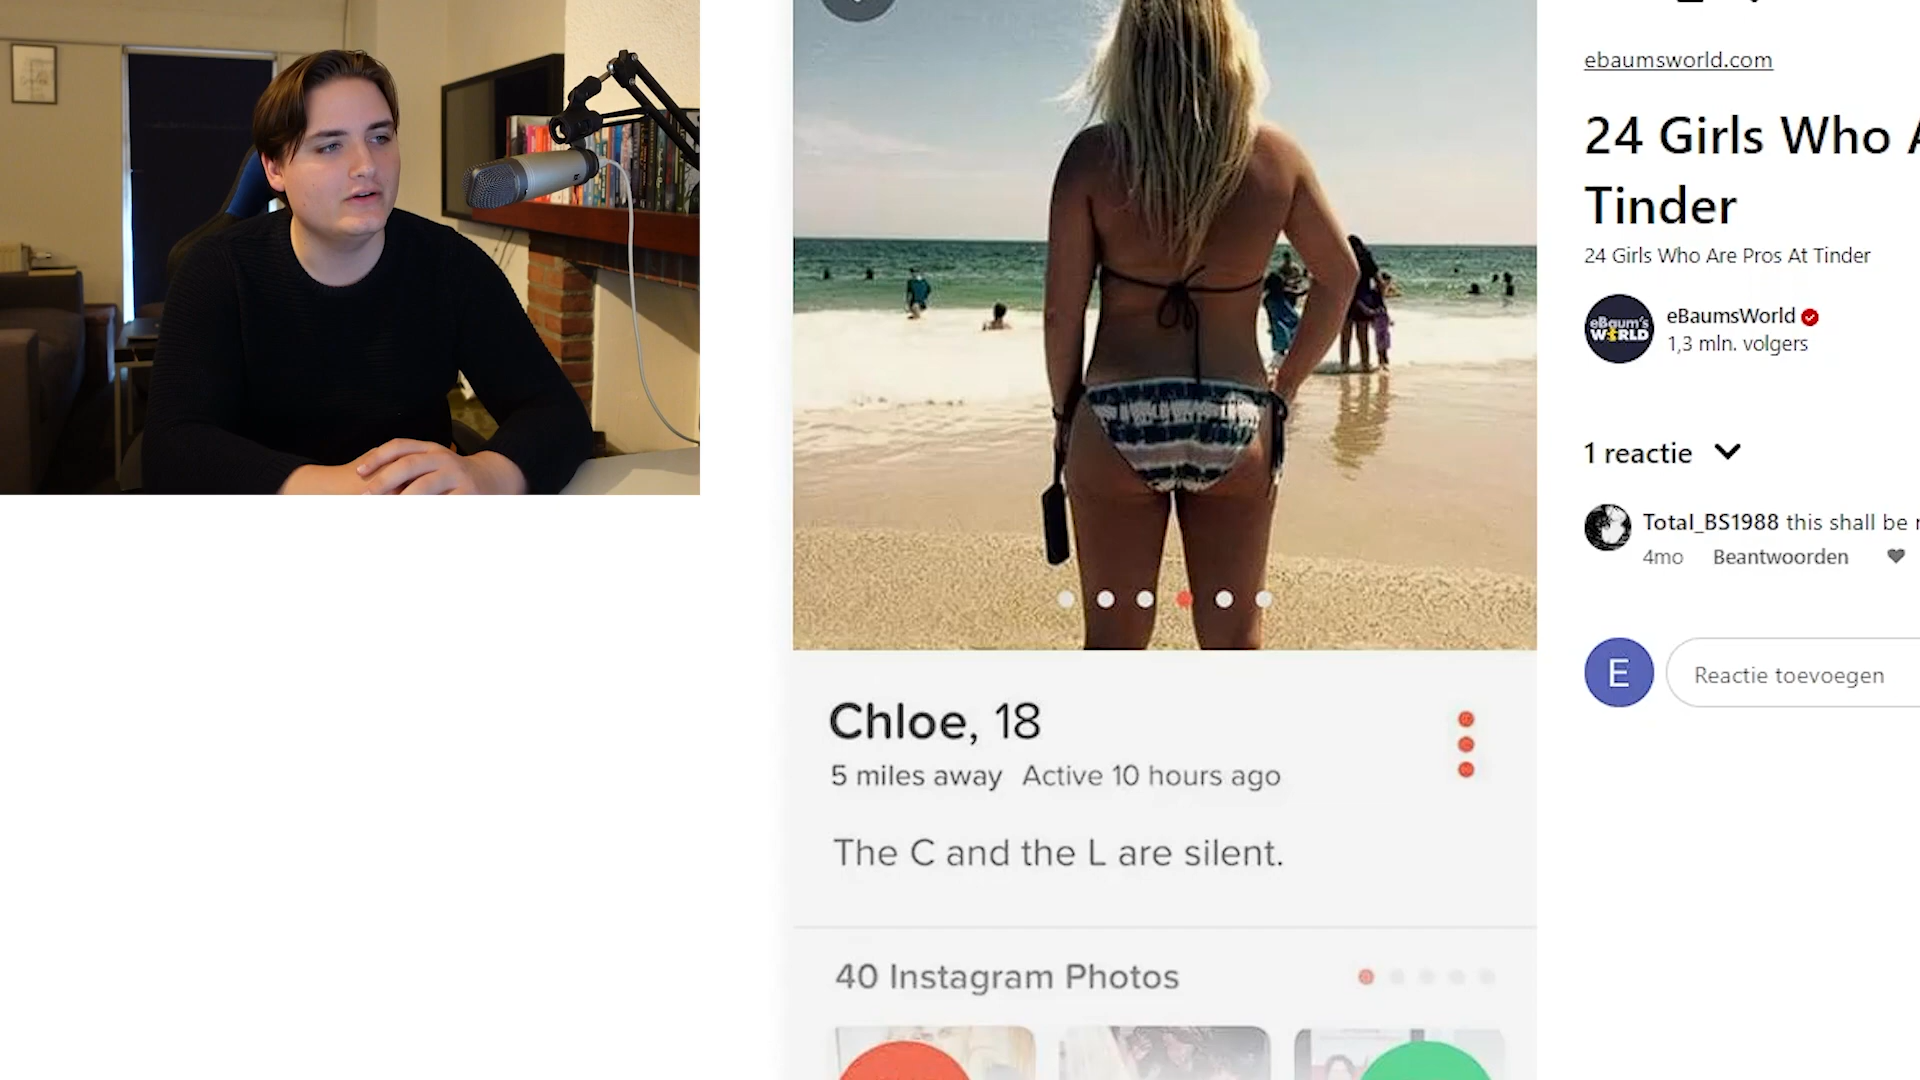 ebaumsworld.com
24 Girls Who
Tinder
24 Girls Who Are Pros At Tinder
eBaum's
WORLD
eBaumsWorld
1,3 mln. volgers
1 reactie
Total_BS1988 this shall be
4mo Beantwoorden
E
Reactie toevoegen
Chloe, 18
5 miles away Active 10 hours ago
The C and the L are silent.
40 Instagram Photos